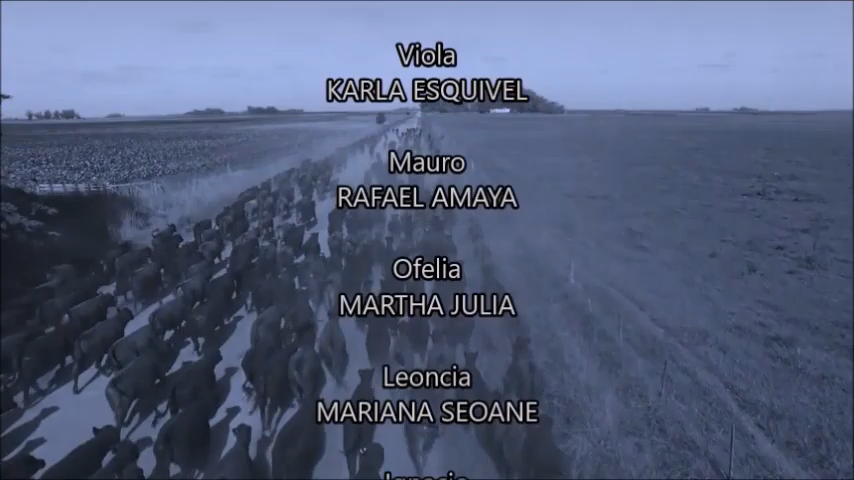 Viola
KARLA ESQUIVEL
Mauro
RAFAEL AMAYA
Ofelia
MARTHA JULIA
Leoncia
MARIANA SEOANE